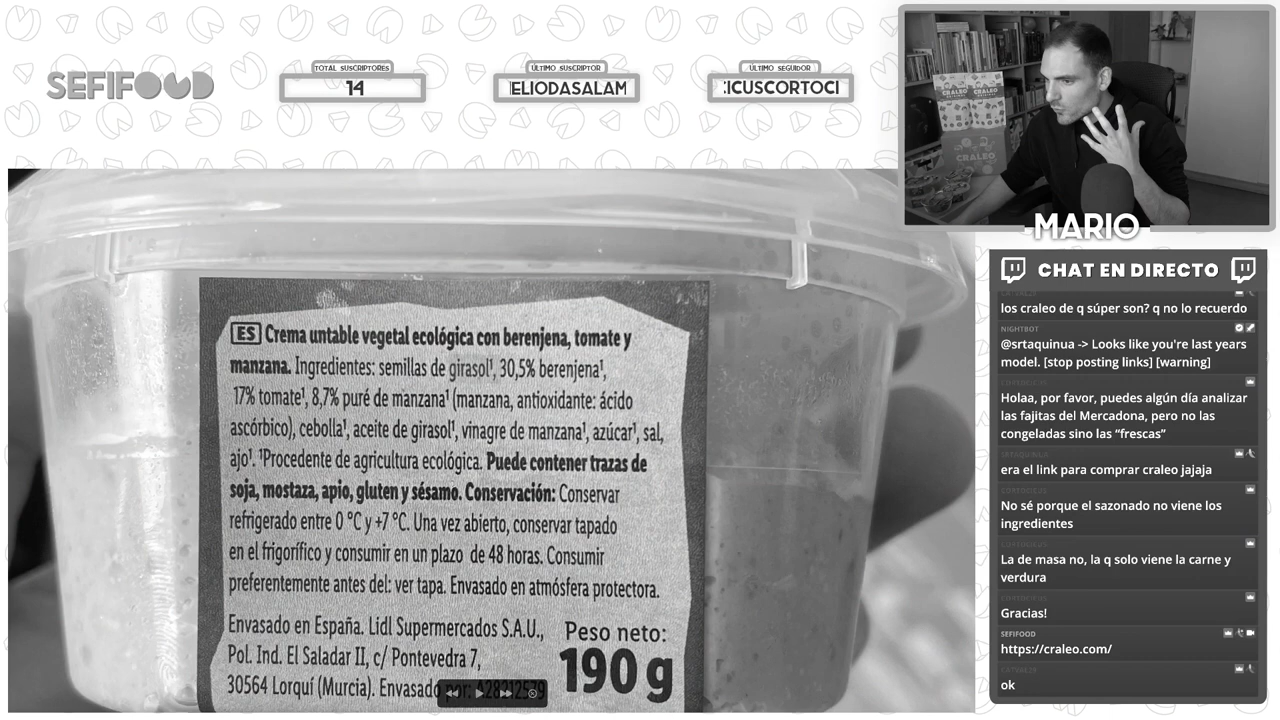 SEFIFOOD
TOTAL SUSCRIPTORES
14
ÚLTIMO SUSCRIPTOR
ELIODASALAM
ÚLTIMO SEGUIDOR
ICUSCORTOCI
CRALEO
CRALEO
CRALEO
MARIO
ES Crema untable vegetal ecológica con berenjena, tomate y
manzana. Ingredientes: semillas de girasol¹, 30,5% berenjena¹,
17% tomate¹, 8,7% puré de manzana¹ (manzana, antioxidante: ácido
ascórbico), cebolla¹, aceite de girasol¹, vinagre de manzana¹, azúcar¹, sal,
ajo¹. ¹Procedente de agricultura ecológica. Puede contener trazas de
soja, mostaza, apio, gluten y sésamo. Conservación: Conservar
refrigerado entre 0 °C y +7 °C. Una vez abierto, conservar tapado
en el frigorífico y consumir en un plazo de 48 horas. Consumir
preferentemente antes del: ver tapa. Envasado en atmósfera protectora.
Envasado en España. Lidl Supermercados S.A.U.,
Pol. Ind. El Saladar II, c/ Pontevedra 7,
30564 Lorquí (Murcia). Envasado por:
Peso neto:
190 g
CHAT EN DIRECTO
los craleo de q súper son? q no lo recuerdo
NIGHTBOT
@srtaquinua -> Looks like you're last years
model. [stop posting links] [warning]
Holaa, por favor, puedes algún día analizar
las fajitas del Mercadona, pero no las
congeladas sino las “frescas”
era el link para comprar craleo jajaja
No sé porque el sazonado no viene los
ingredientes
La de masa no, la q solo viene la carne y
verdura
Gracias!
SEFIFOOD
https://craleo.com/
ok